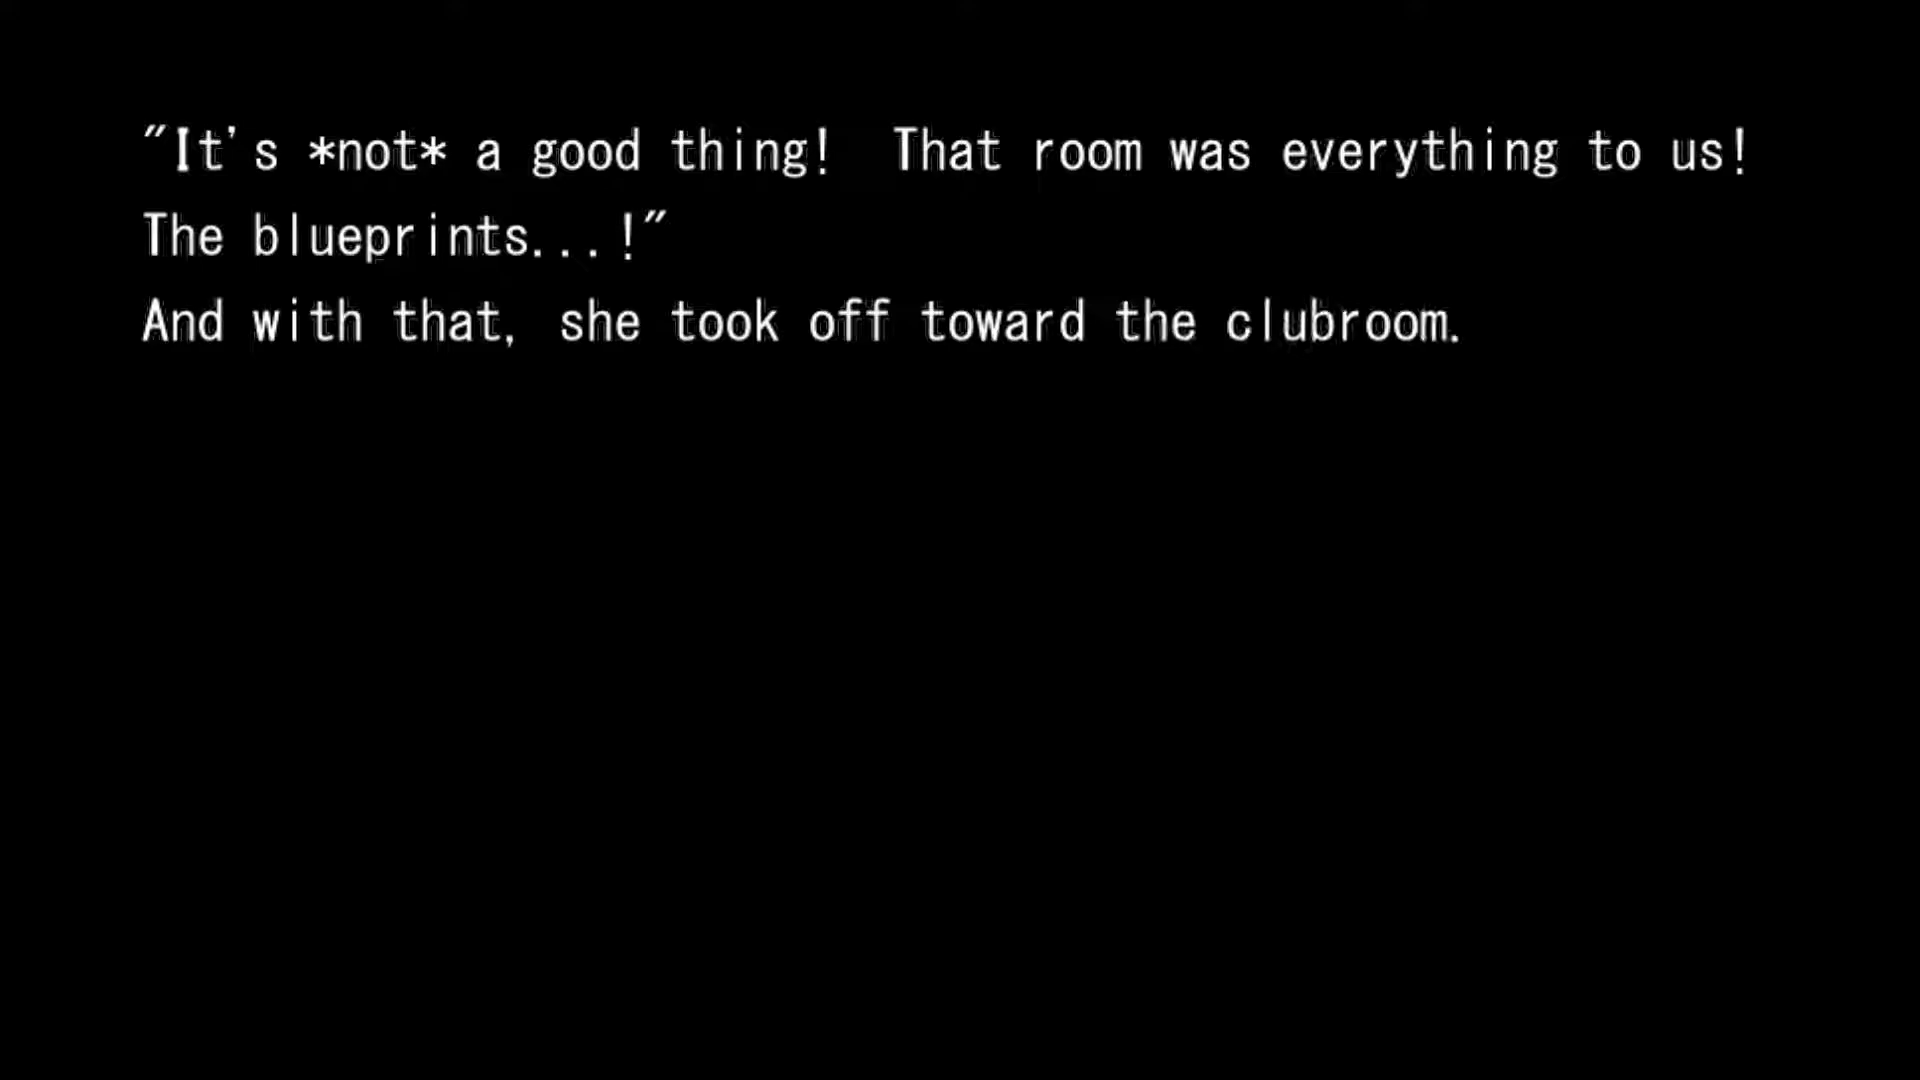 "It's *not* a good thing!  That room was everything to us!
The blueprints...!"
And with that, she took off toward the clubroom.